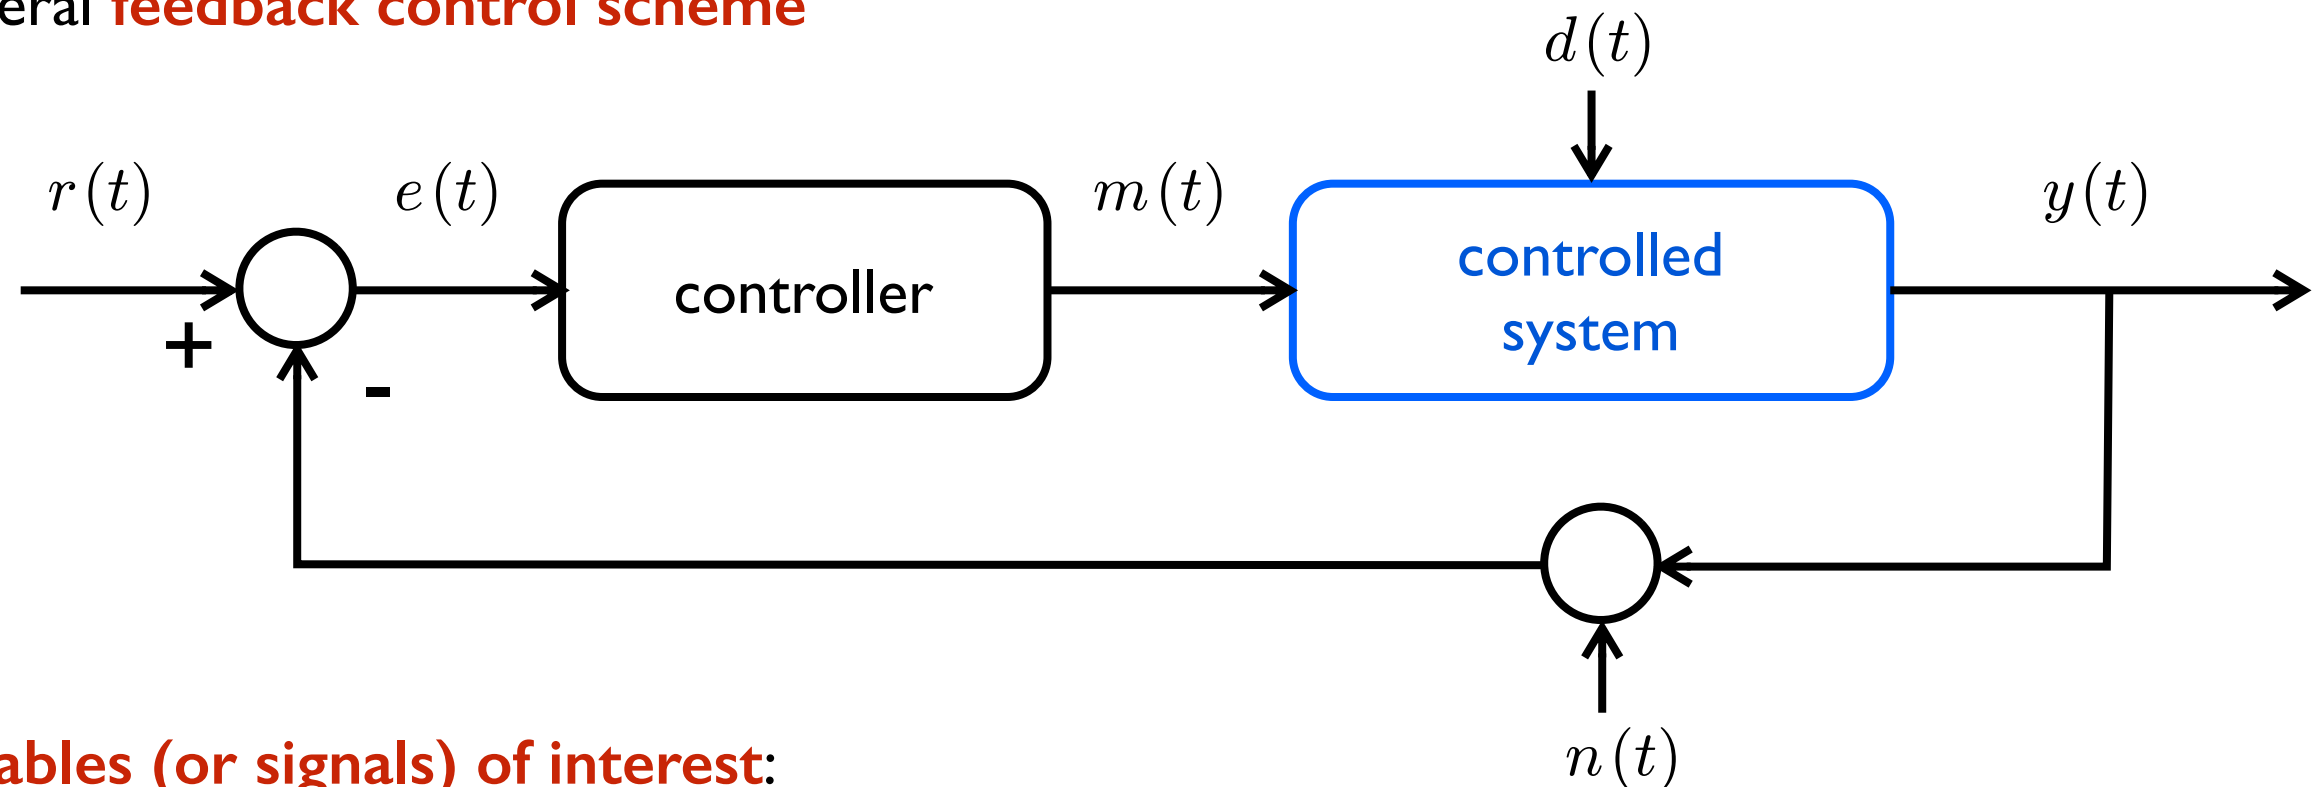 feedback control scheme
d(t)
r(t)
e(t)
m(t)
y(t)
controller
controlled
system
+
-
n(t)
(or signals) of interest: